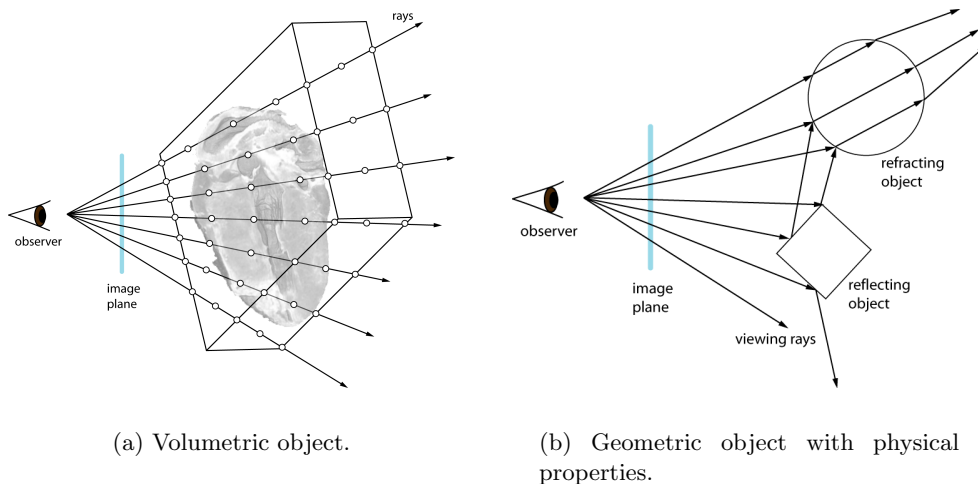 rays
observer
image
plane
(a) Volumetric object.
refracting
object
observer
image
plane
reflecting
object
viewing rays
(b) Geometric object with physical
properties.